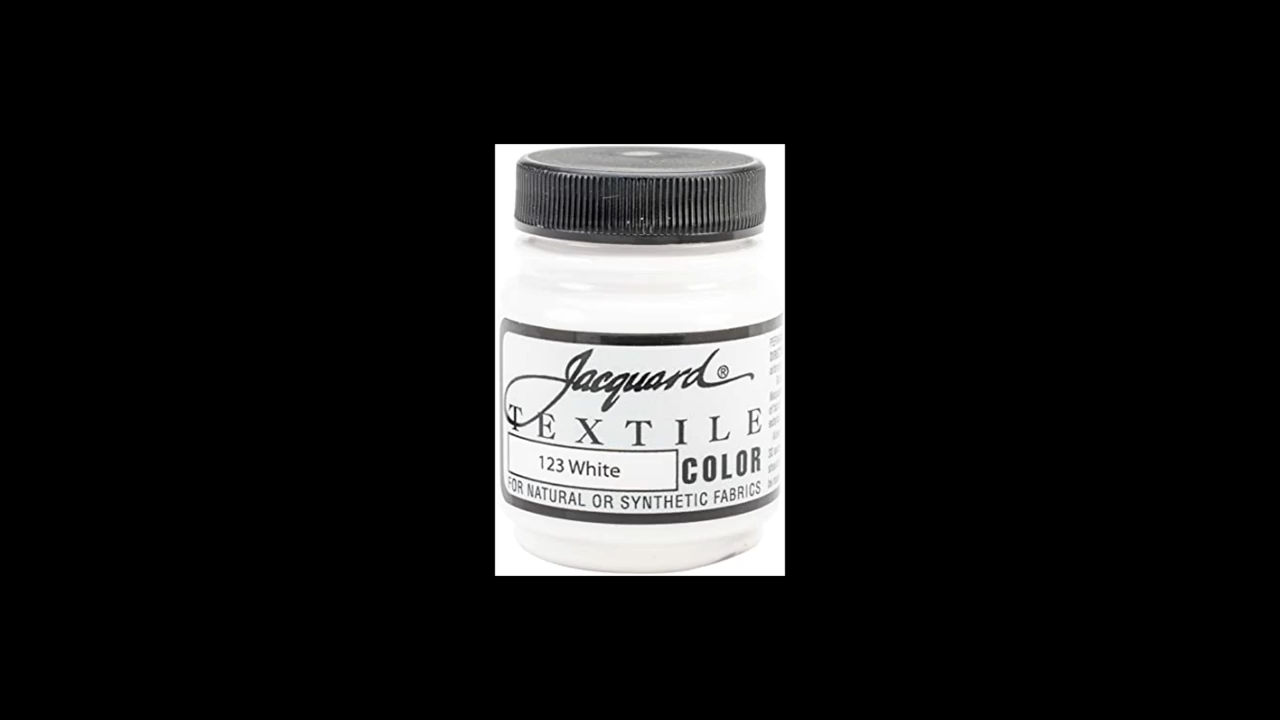 Jacquard®
TEXTILE
123 White
COLOR
FOR NATURAL OR SYNTHETIC FABRICS